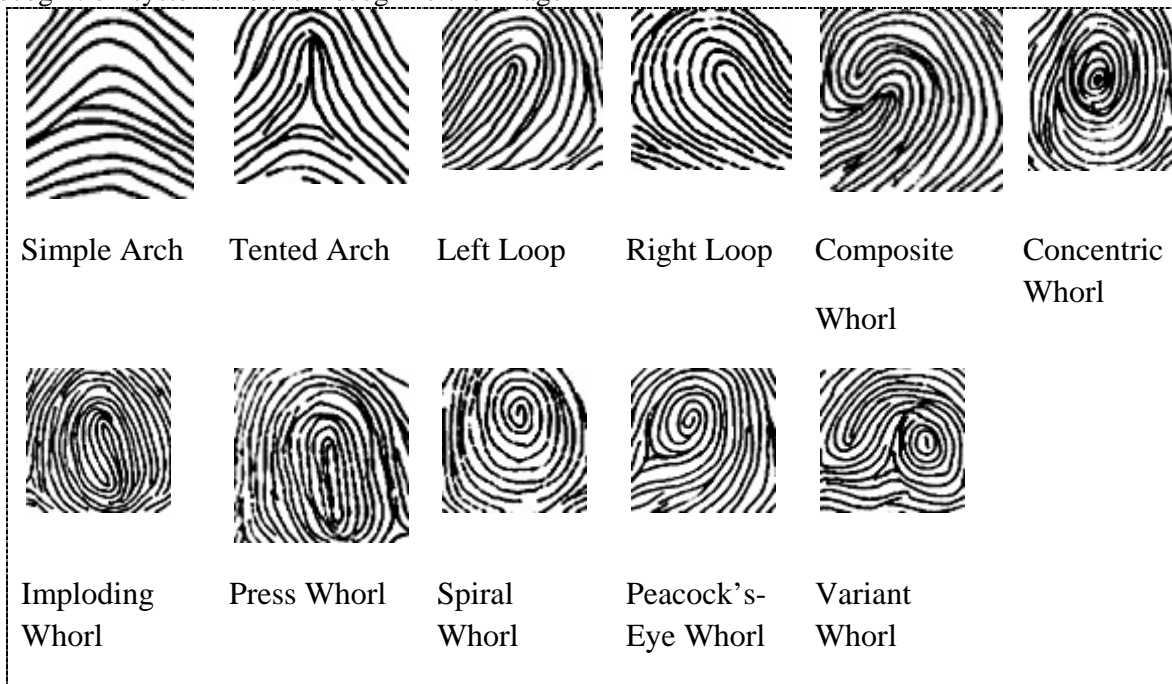 Simple Arch Tented Arch Left Loop Right Loop Composite Concentric
Whorl
Whorl
Imploding Press Whorl Spiral Peacock’s- Variant
Whorl Whorl Eye Whorl Whorl